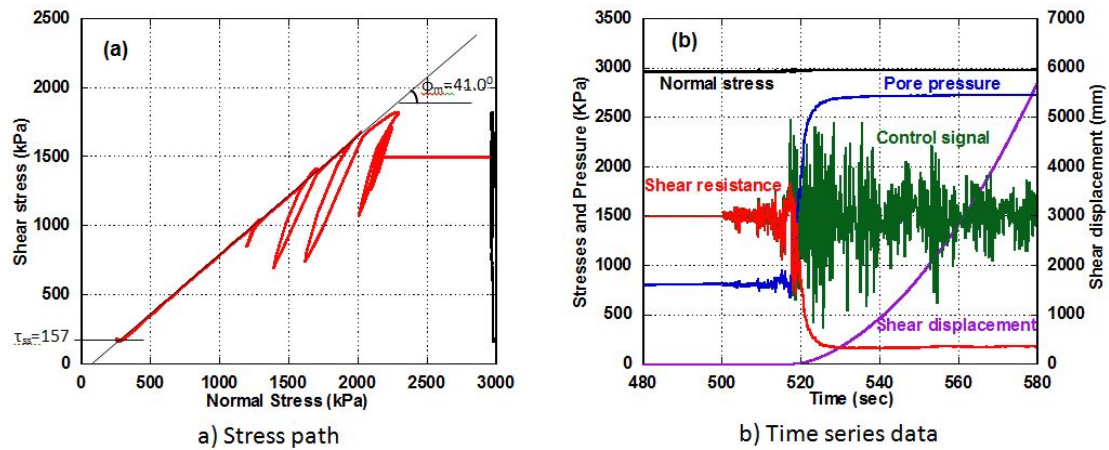 (a)
2500
2000
1500
1000
500
0
Shear stress (kPa)
ϕm=41.0⁰
τss=157
0 500 1000 1500 2000 2500 3000
Normal Stress (kPa)
a) Stress path
(b)
3500
3000
2500
2000
1500
1000
500
0
Stresses and Pressure (KPa)
7000
6000
5000
4000
3000
2000
1000
0
Shear displacement (mm)
Normal stress
Pore pressure
Control signal
Shear resistance
Shear displacement
480 500 520 540 560 580
Time (sec)
b) Time series data